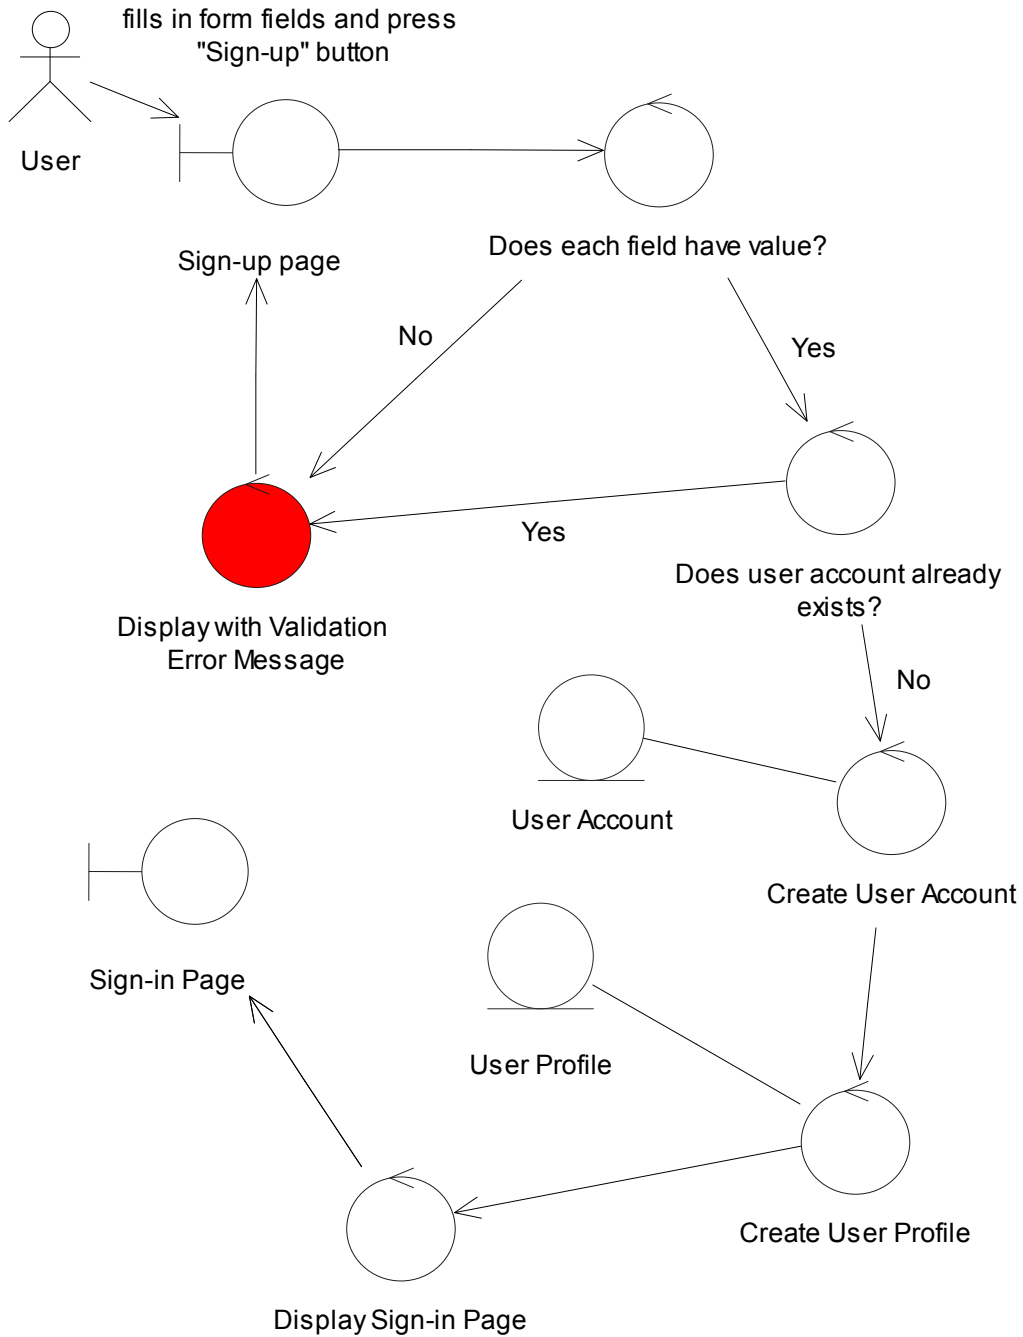 fills in form fields and press
"Sign-up" button
User
Sign-up page
Does each field have value?
No
Yes
Yes
Does user account already
exists?
Display with Validation
Error Message
No
User Account
Create User Account
Sign-in Page
User Profile
Create User Profile
Display Sign-in Page